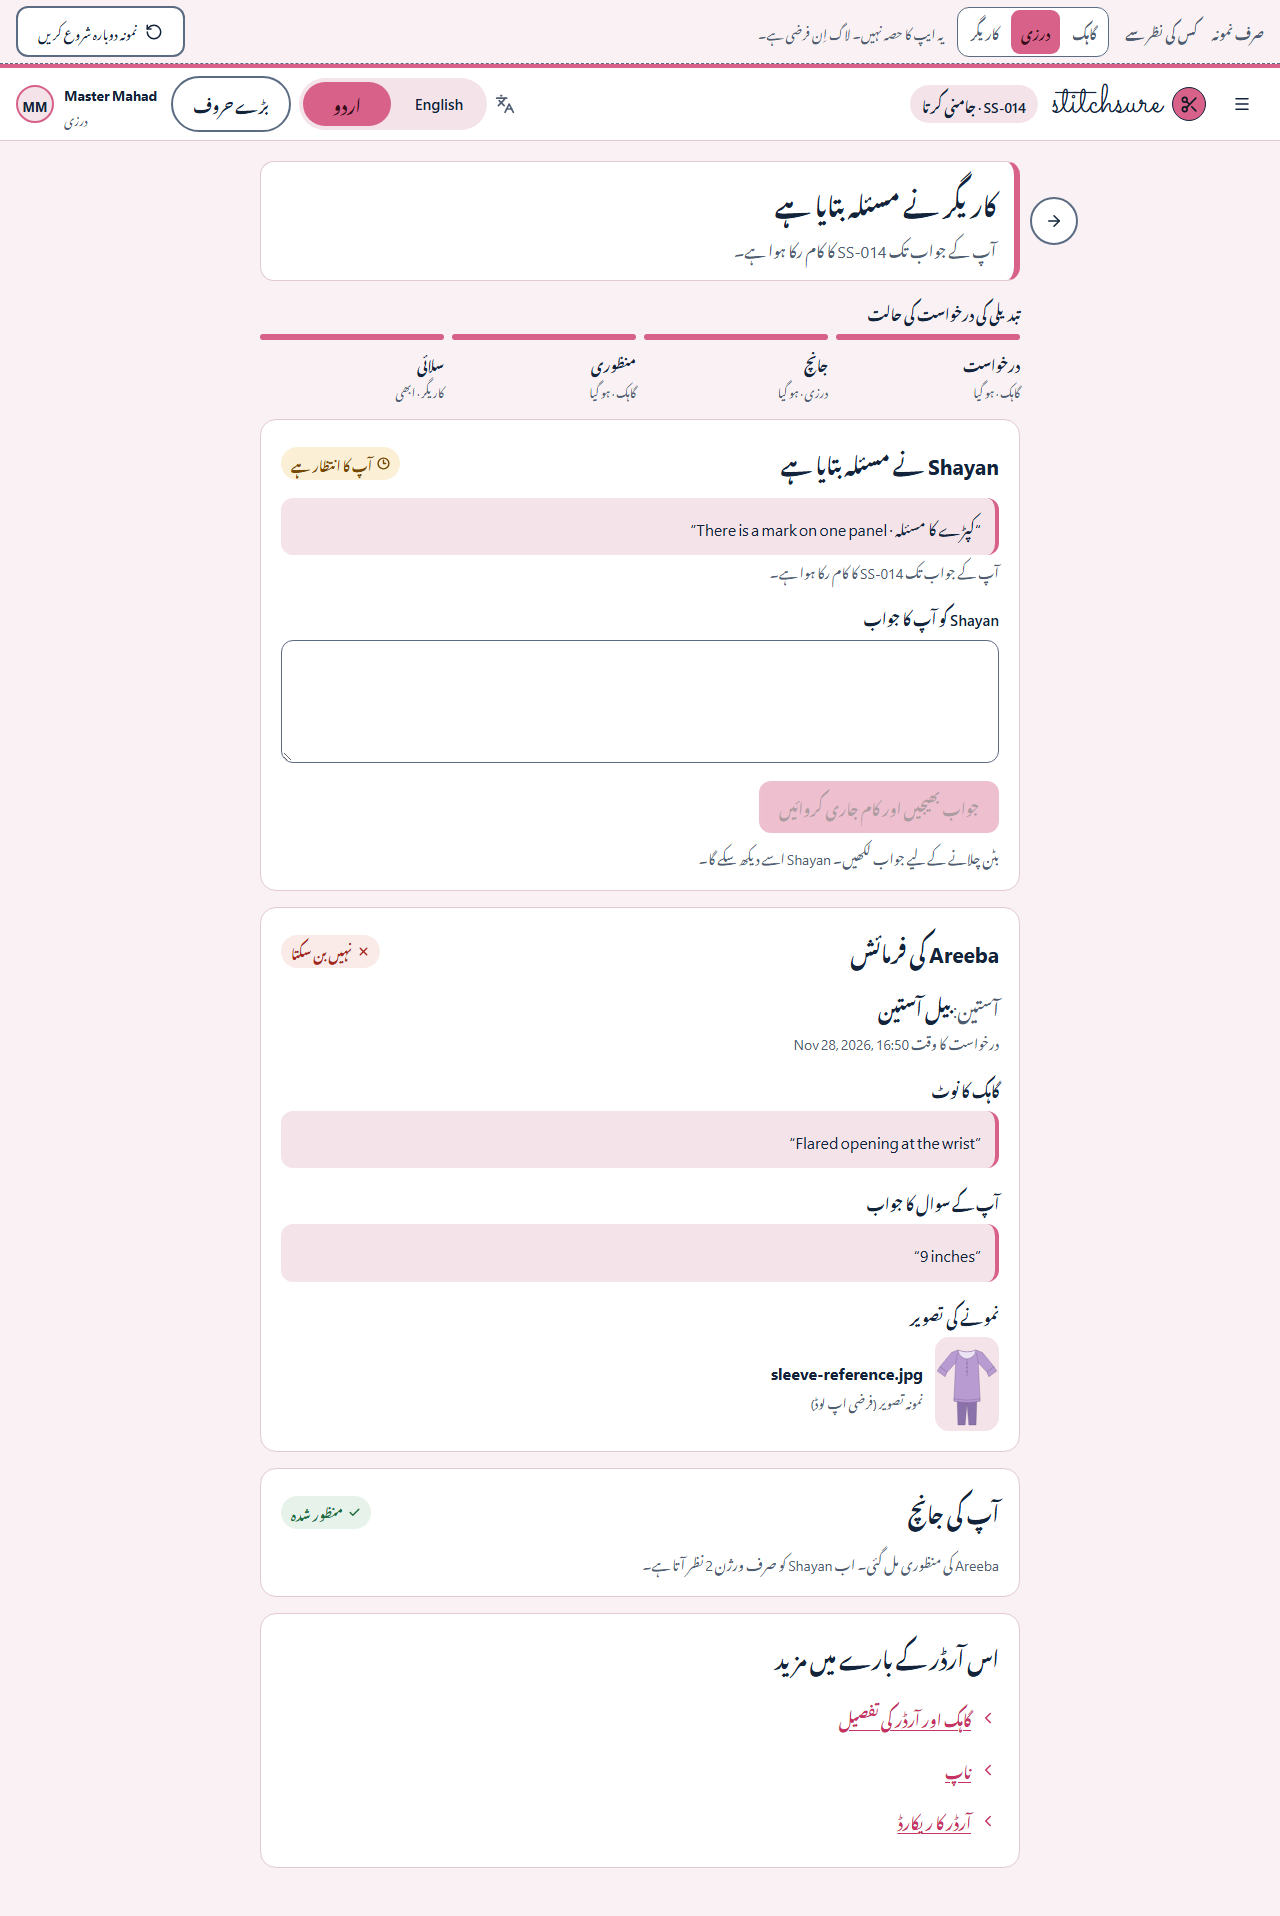 صرف نمونہ کس کی نظر سے گاہک درزی کاریگر یہ ایپ کا حصہ نہیں۔ لاگ اِن فرضی ہے۔ نمونہ دوبارہ شروع کریں
stitchsure SS-014 · جامنی کرتا English اردو بڑے حروف Master Mahad MM
درزی
کاریگر نے مسئلہ بتایا ہے
آپ کے جواب تک SS-014 کا کام رکا ہوا ہے۔
تبدیلی کی درخواست کی حالت
درخواست جانچ منظوری سلائی
گاہک · ہو گیا درزی · ہو گیا گاہک · ہو گیا کاریگر · ابھی
Shayan نے مسئلہ بتایا ہے آپ کا انتظار ہے
“کپڑے کا مسئلہ · There is a mark on one panel”
آپ کے جواب تک SS-014 کا کام رکا ہوا ہے۔
Shayan کو آپ کا جواب
جواب بھیجیں اور کام جاری کروائیں
بٹن چلانے کے لیے جواب لکھیں۔ Shayan اسے دیکھ سکے گا۔
Areeba کی فرمائش نہیں بن سکتا
آستین: بیل آستین
درخواست کا وقت Nov 28, 2026, 16:50
گاہک کا نوٹ
“Flared opening at the wrist”
آپ کے سوال کا جواب
“9 inches”
نمونے کی تصویر
sleeve-reference.jpg
نمونہ تصویر (فرضی اپ لوڈ)
آپ کی جانچ منظور شدہ
Areeba کی منظوری مل گئی۔ اب Shayan کو صرف ورژن 2 نظر آتا ہے۔
اس آرڈر کے بارے میں مزید
گاہک اور آرڈر کی تفصیل
ناپ
آرڈر کا ریکارڈ